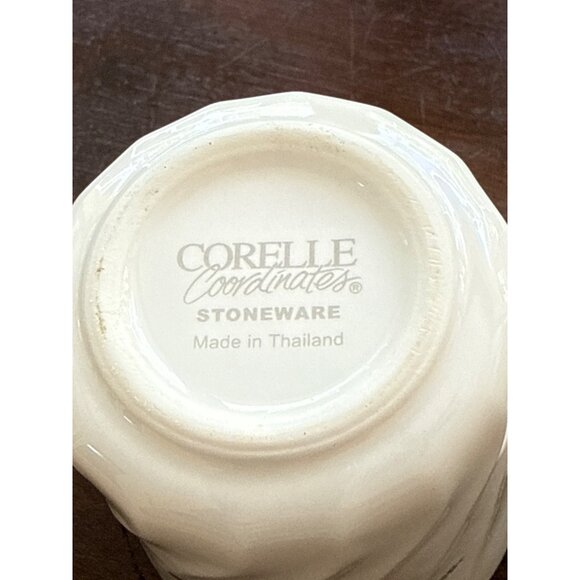 CORELLE
Coordinates®
STONEWARE
Made in Thailand